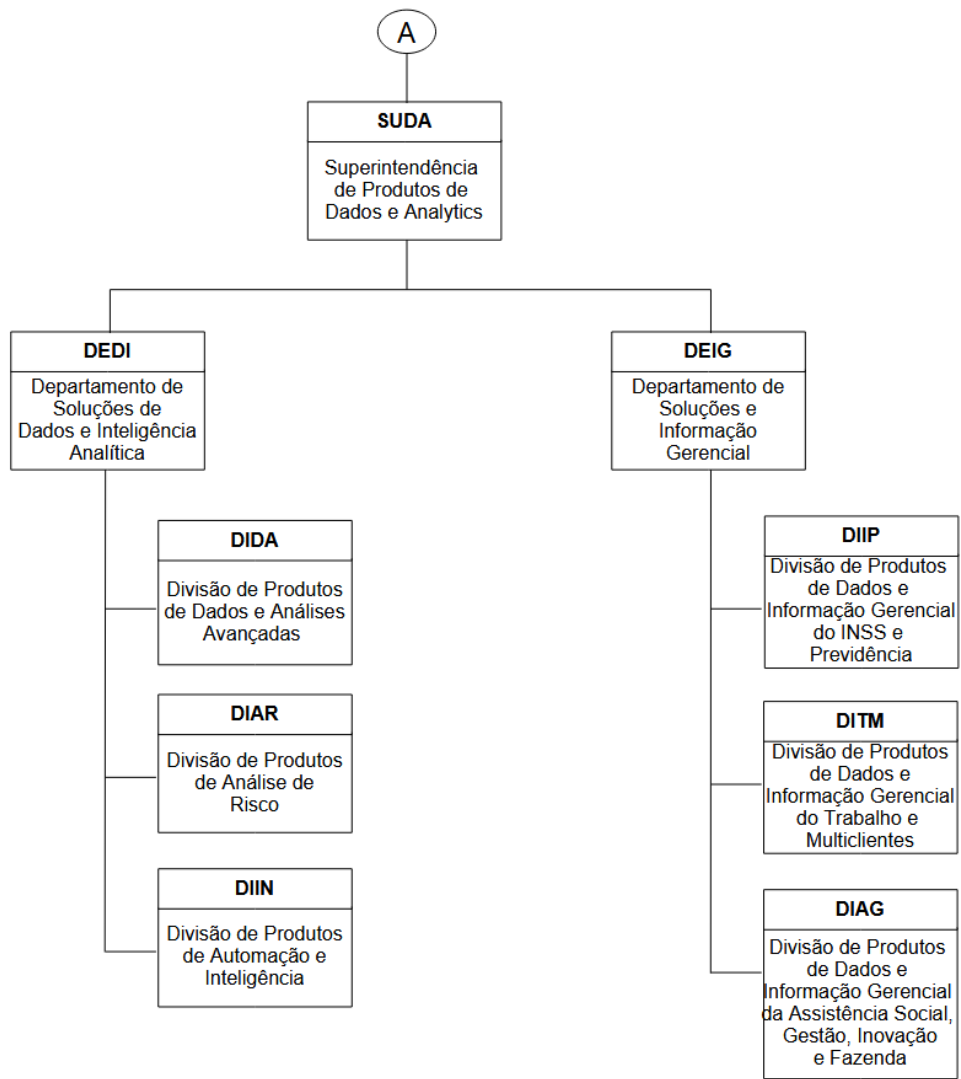 A
SUDA
Superintendência
de Produtos de
Dados e Analytics
DEDI
Departamento de
Soluções de
Dados e Inteligência
Analítica
DIDA
Divisão de Produtos
de Dados e Análises
Avançadas
DIAR
Divisão de Produtos
de Análise de
Risco
DIIN
Divisão de Produtos
de Automação e
Inteligência
DEIG
Departamento de
Soluções e
Informação
Gerencial
DIIP
Divisão de Produtos
de Dados e
Informação Gerencial
do INSS e
Previdência
DITM
Divisão de Produtos
de Dados e
Informação Gerencial
do Trabalho e
Multiclientes
DIAG
Divisão de Produtos
de Dados e
Informação Gerencial
da Assistência Social,
Gestão, Inovação
e Fazenda